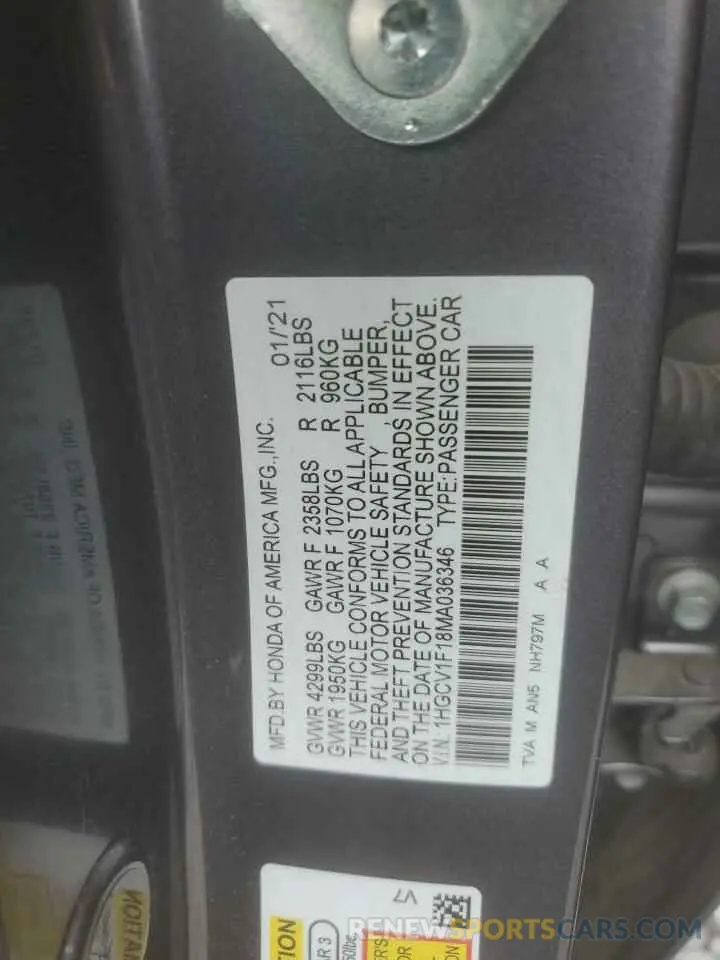 MFD.BY HONDA OF AMERICA MFG.,INC. 01/'21
GVWR 4299LBS GAWR F 2358LBS R 2116LBS
GVWR 1950KG GAWR F 1070KG R 960KG
THIS VEHICLE CONFORMS TO ALL APPLICABLE
FEDERAL MOTOR VEHICLE SAFETY , BUMPER,
AND THEFT PREVENTION STANDARDS IN EFFECT
ON THE DATE OF MANUFACTURE SHOWN ABOVE.
V.I.N.: 1HGCV1F18MA036346 TYPE:PASSENGER CAR
TVA M AN5 NH797M A A
RENEWSPORTSCARS.COM